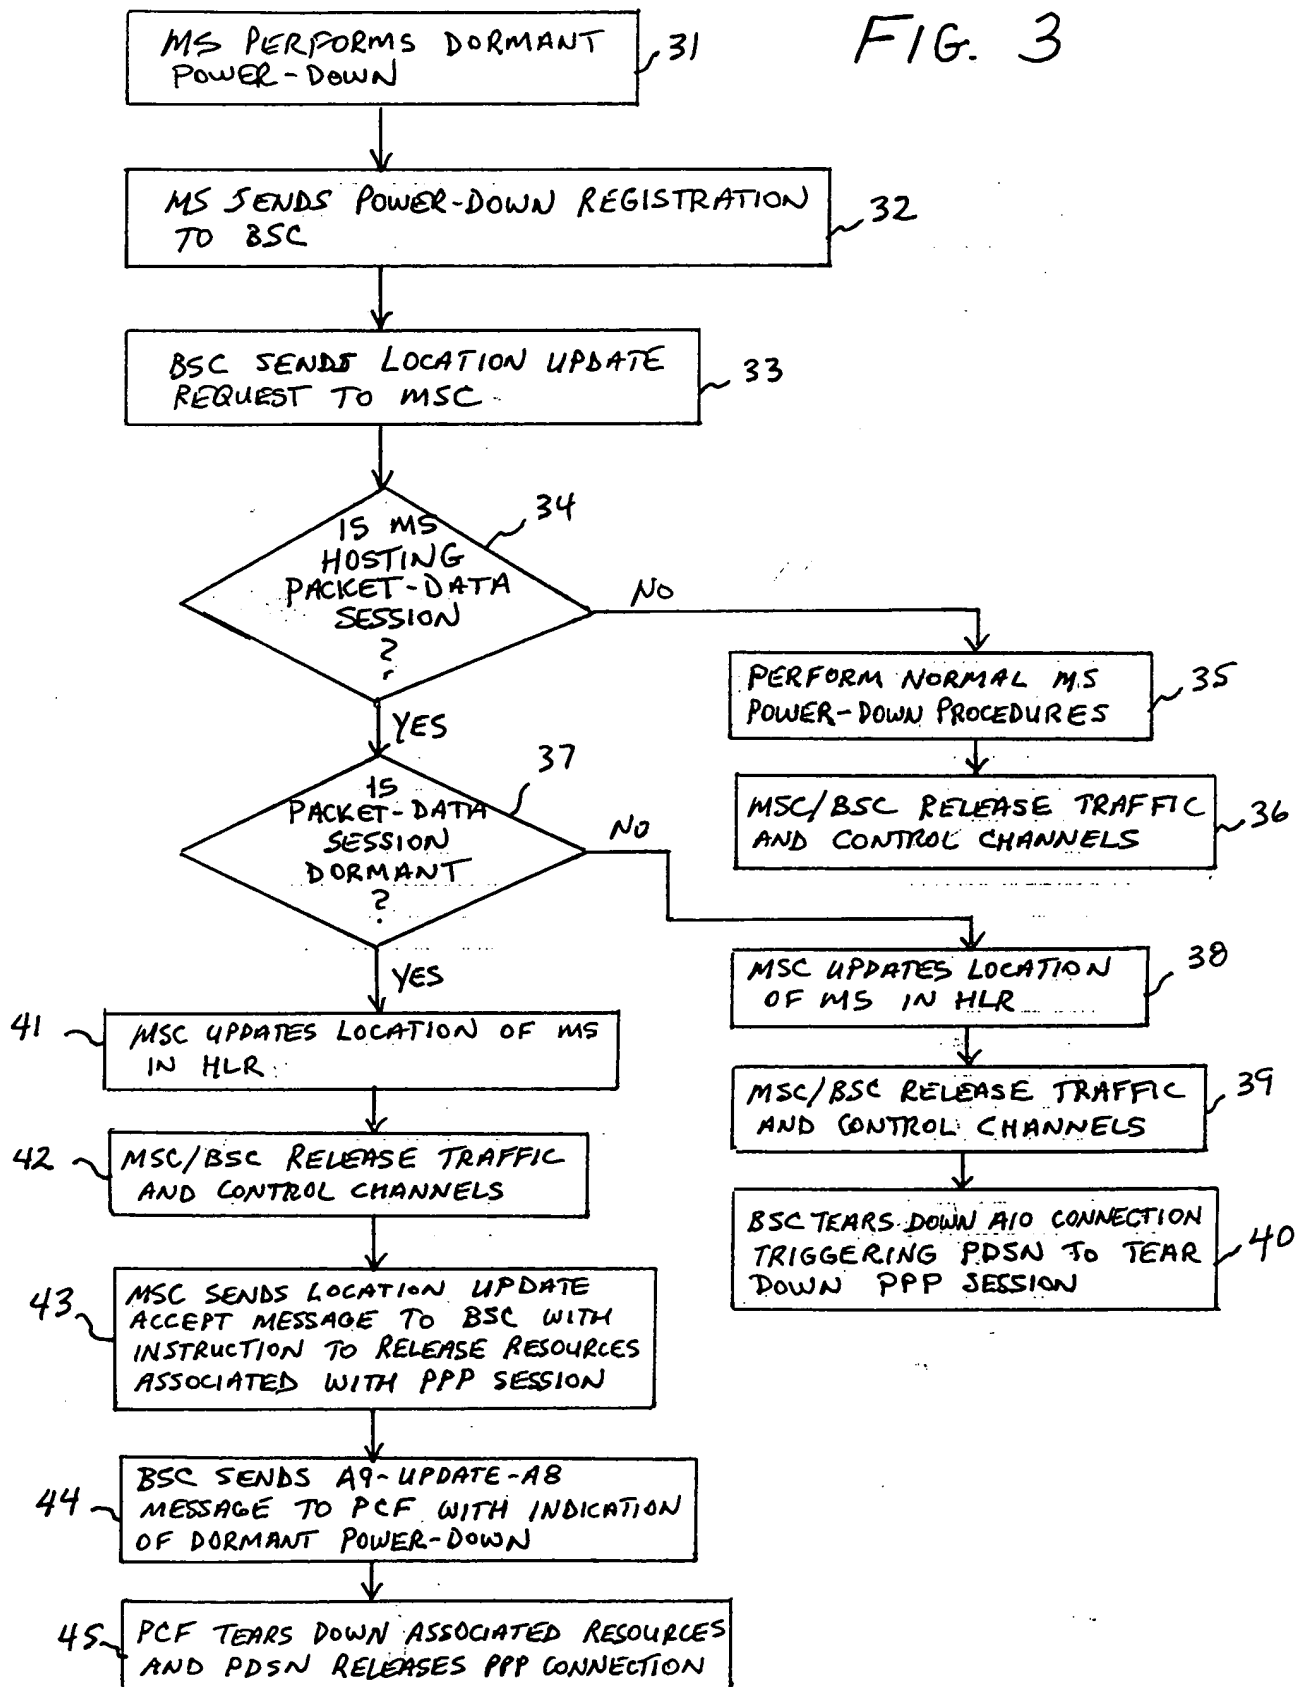 FIG. 3
MS PERFORMS DORMANT
POWER-DOWN
31
MS SENDS POWER-DOWN REGISTRATION
TO BSC
32
BSC SENDS LOCATION UPDATE
REQUEST TO MSC
33
IS MS
HOSTING
PACKET-DATA
SESSION
?
34
NO
YES
PERFORM NORMAL MS
POWER-DOWN PROCEDURES
35
MSC/BSC RELEASE TRAFFIC
AND CONTROL CHANNELS
36
IS
PACKET-DATA
SESSION
DORMANT
?
37
NO
YES
MSC UPDATES LOCATION
OF MS IN HLR
38
MSC/BSC RELEASE TRAFFIC
AND CONTROL CHANNELS
39
BSC TEARS DOWN A10 CONNECTION
TRIGGERING PDSN TO TEAR
DOWN PPP SESSION
40
41
MSC UPDATES LOCATION OF MS
IN HLR
42
MSC/BSC RELEASE TRAFFIC
AND CONTROL CHANNELS
43
MSC SENDS LOCATION UPDATE
ACCEPT MESSAGE TO BSC WITH
INSTRUCTION TO RELEASE RESOURCES
ASSOCIATED WITH PPP SESSION
44
BSC SENDS A9-UPDATE-A8
MESSAGE TO PCF WITH INDICATION
OF DORMANT POWER-DOWN
45
PCF TEARS DOWN ASSOCIATED RESOURCES
AND PDSN RELEASES PPP CONNECTION